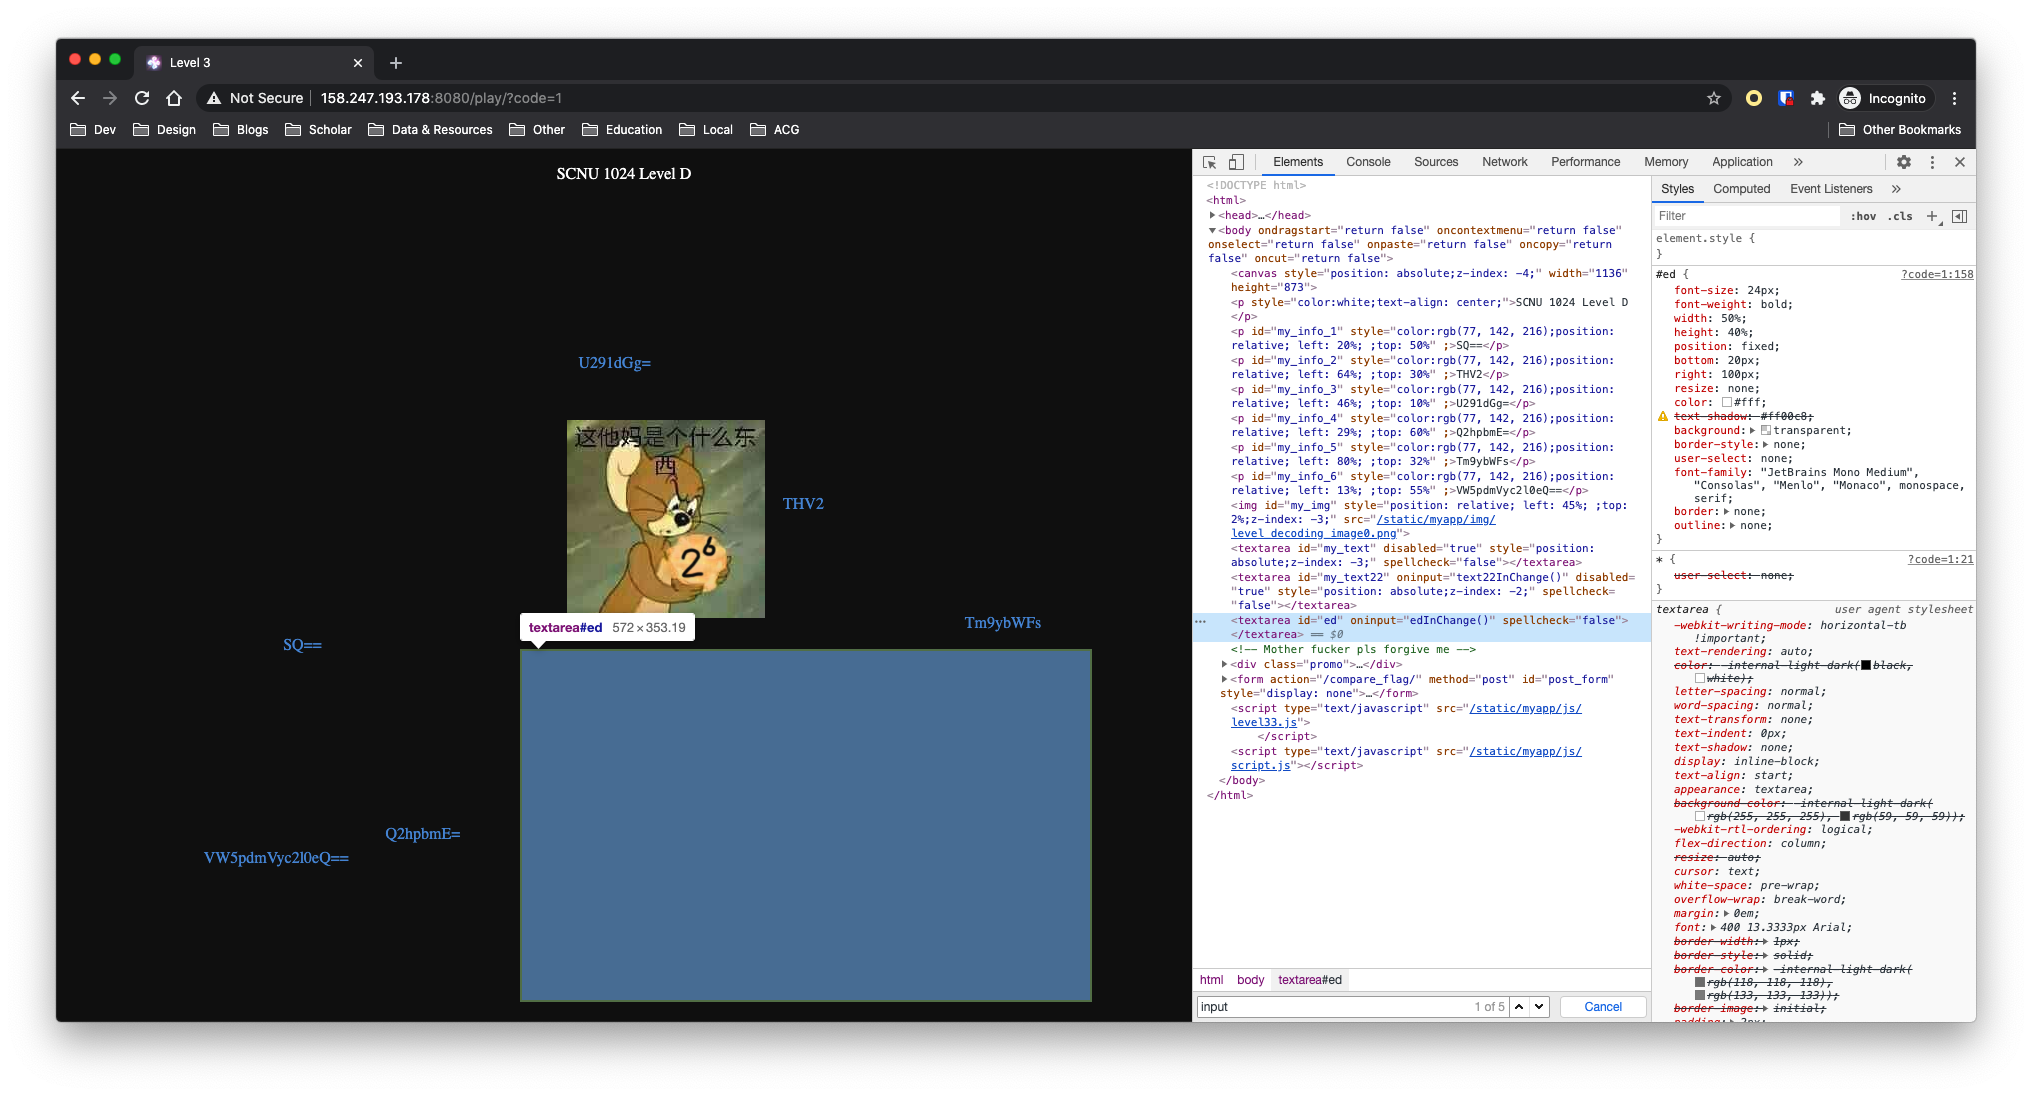 Level 3
Not Secure
158.247.193.178:8080/play/?code=1
Incognito
Dev
Design
Blogs
Scholar
Data & Resources
Other
Education
Local
ACG
Other Bookmarks
SCNU 1024 Level D
U291dGg=
这他妈是个什么东
西
THV2
2⁶
textarea#ed 572×353.19
Tm9ybWFs
SQ==
Q2hpbmE=
VW5pdmVyc2l0eQ==
Elements
Console
Sources
Network
Performance
Memory
Application
»
<!DOCTYPE html>
<html>
<head>…</head>
<body ondragstart="return false" oncontextmenu="return false"
onselect="return false" onpaste="return false" oncopy="return
false" oncut="return false">
<canvas style="position: absolute;z-index: -4;" width="1136"
height="873">
<p style="color:white;text-align: center;">SCNU 1024 Level D
</p>
<p id="my_info_1" style="color:rgb(77, 142, 216);position:
relative; left: 20%; ;top: 50%" ;>SQ==</p>
<p id="my_info_2" style="color:rgb(77, 142, 216);position:
relative; left: 64%; ;top: 30%" ;>THV2</p>
<p id="my_info_3" style="color:rgb(77, 142, 216);position:
relative; left: 46%; ;top: 10%" ;>U291dGg=</p>
<p id="my_info_4" style="color:rgb(77, 142, 216);position:
relative; left: 29%; ;top: 60%" ;>Q2hpbmE=</p>
<p id="my_info_5" style="color:rgb(77, 142, 216);position:
relative; left: 80%; ;top: 32%" ;>Tm9ybWFs</p>
<p id="my_info_6" style="color:rgb(77, 142, 216);position:
relative; left: 13%; ;top: 55%" ;>VW5pdmVyc2l0eQ==</p>
<img id="my_img" style="position: relative; left: 45%; ;top:
2%;z-index: -3;" src="/static/myapp/img/
level_decoding_image0.png">
<textarea id="my_text" disabled="true" style="position:
absolute;z-index: -3;" spellcheck="false"></textarea>
<textarea id="my_text22" oninput="text22InChange()" disabled=
"true" style="position: absolute;z-index: -2;" spellcheck=
"false"></textarea>
<textarea id="ed" oninput="edInChange()" spellcheck="false">
</textarea> == $0
<!-- Mother fucker pls forgive me -->
<div class="promo">…</div>
<form action="/compare_flag/" method="post" id="post_form"
style="display: none">…</form>
<script type="text/javascript" src="/static/myapp/js/
level33.js">
</script>
<script type="text/javascript" src="/static/myapp/js/
script.js"></script>
</body>
</html>
html
body
textarea#ed
input
1 of 5
Cancel
Styles
Computed
Event Listeners
»
Filter
:hov
.cls
element.style {
}
#ed {
?code=1:158
font-size: 24px;
font-weight: bold;
width: 50%;
height: 40%;
position: fixed;
bottom: 20px;
right: 100px;
resize: none;
color: #fff;
text-shadow: #ff00c8;
background: transparent;
border-style: none;
user-select: none;
font-family: "JetBrains Mono Medium",
"Consolas", "Menlo", "Monaco", monospace,
serif;
border: none;
outline: none;
}
* {
?code=1:21
user-select: none;
}
textarea {
user agent stylesheet
-webkit-writing-mode: horizontal-tb
!important;
text-rendering: auto;
color: -internal-light-dark(black,
white);
letter-spacing: normal;
word-spacing: normal;
text-transform: none;
text-indent: 0px;
text-shadow: none;
display: inline-block;
text-align: start;
appearance: textarea;
background-color: -internal-light-dark(
rgb(255, 255, 255), rgb(59, 59, 59));
-webkit-rtl-ordering: logical;
flex-direction: column;
resize: auto;
cursor: text;
white-space: pre-wrap;
overflow-wrap: break-word;
margin: 0em;
font: 400 13.3333px Arial;
border-width: 1px;
border-style: solid;
border-color: -internal-light-dark(
rgb(118, 118, 118),
rgb(133, 133, 133));
border-image: initial;
padding: 2px;